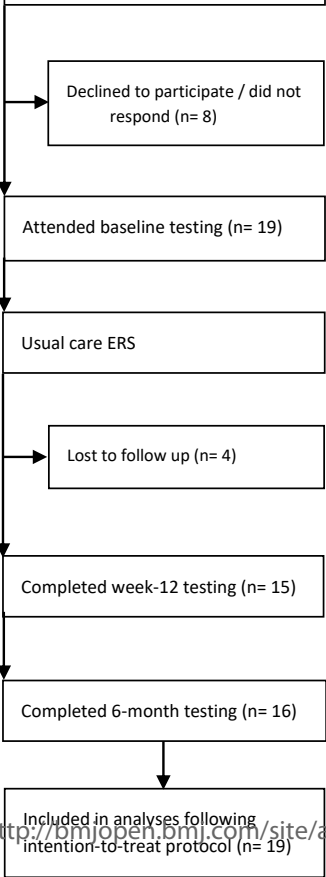 Declined to participate / did not
respond (n= 8)
Attended baseline testing (n= 19)
Usual care ERS
Lost to follow up (n= 4)
Completed week-12 testing (n= 15)
Completed 6-month testing (n= 16)
Included in analyses following
ttp://bmjopen.bmj.com/site/a
intention-to-treat protocol (n= 19)